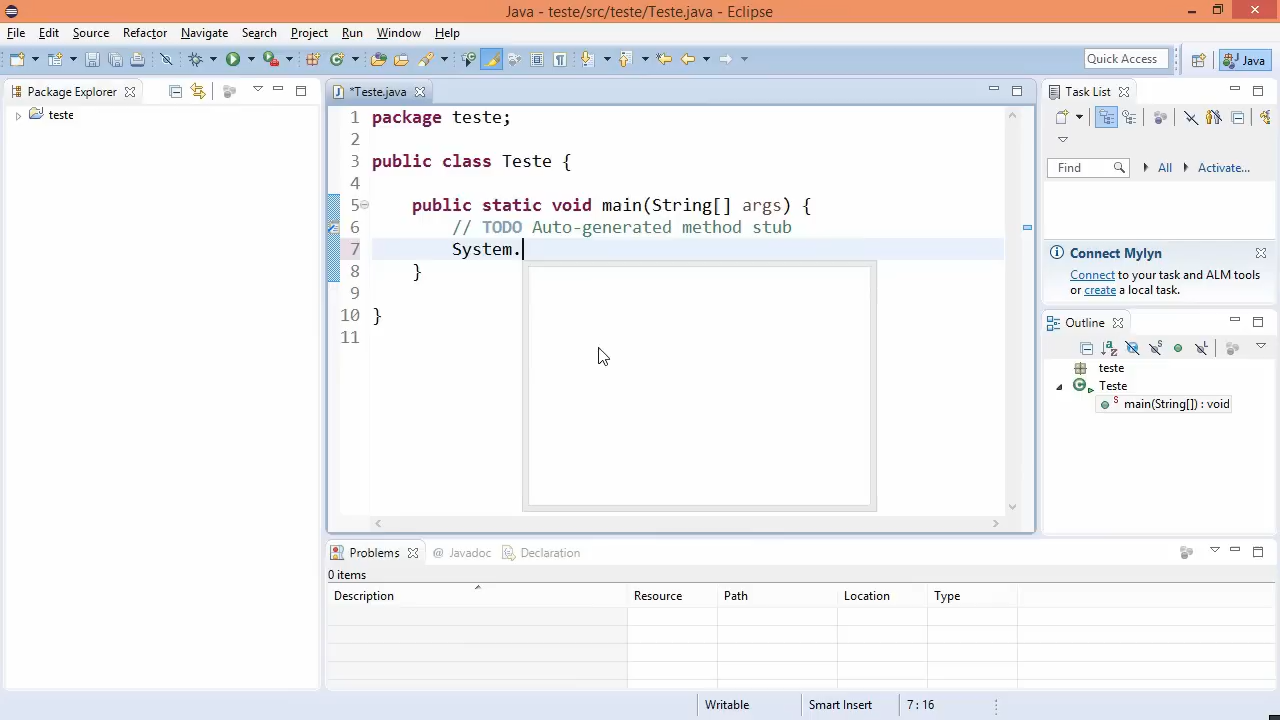 Java - teste/src/teste/Teste.java - Eclipse
File Edit Source Refactor Navigate Search Project Run Window Help
Quick Access
Java
Package Explorer
teste
*Teste.java
1 package teste;
2
3 public class Teste {
4
5 public static void main(String[] args) {
6 // TODO Auto-generated method stub
7 System.
8 }
9
10 }
11
Task List
Find All Activate...
Connect Mylyn
Connect to your task and ALM tools
or create a local task.
Outline
teste
Teste
main(String[]) : void
Problems @ Javadoc Declaration
0 items
Description Resource Path Location Type
Writable Smart Insert 7 : 16